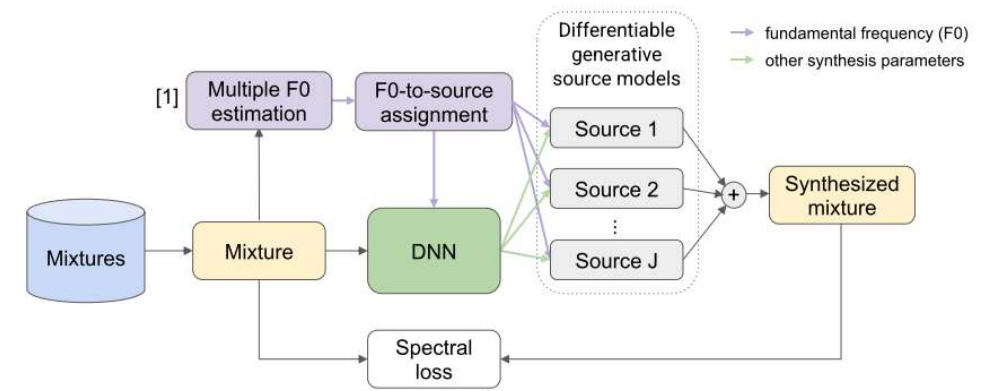 Differentiable
generative
source models
fundamental frequency (F0)
other synthesis parameters
[1]
Multiple F0
estimation
F0-to-source
assignment
Source 1
Source 2
⋮
Source J
+
Synthesized
mixture
Mixtures
Mixture
DNN
Spectral
loss